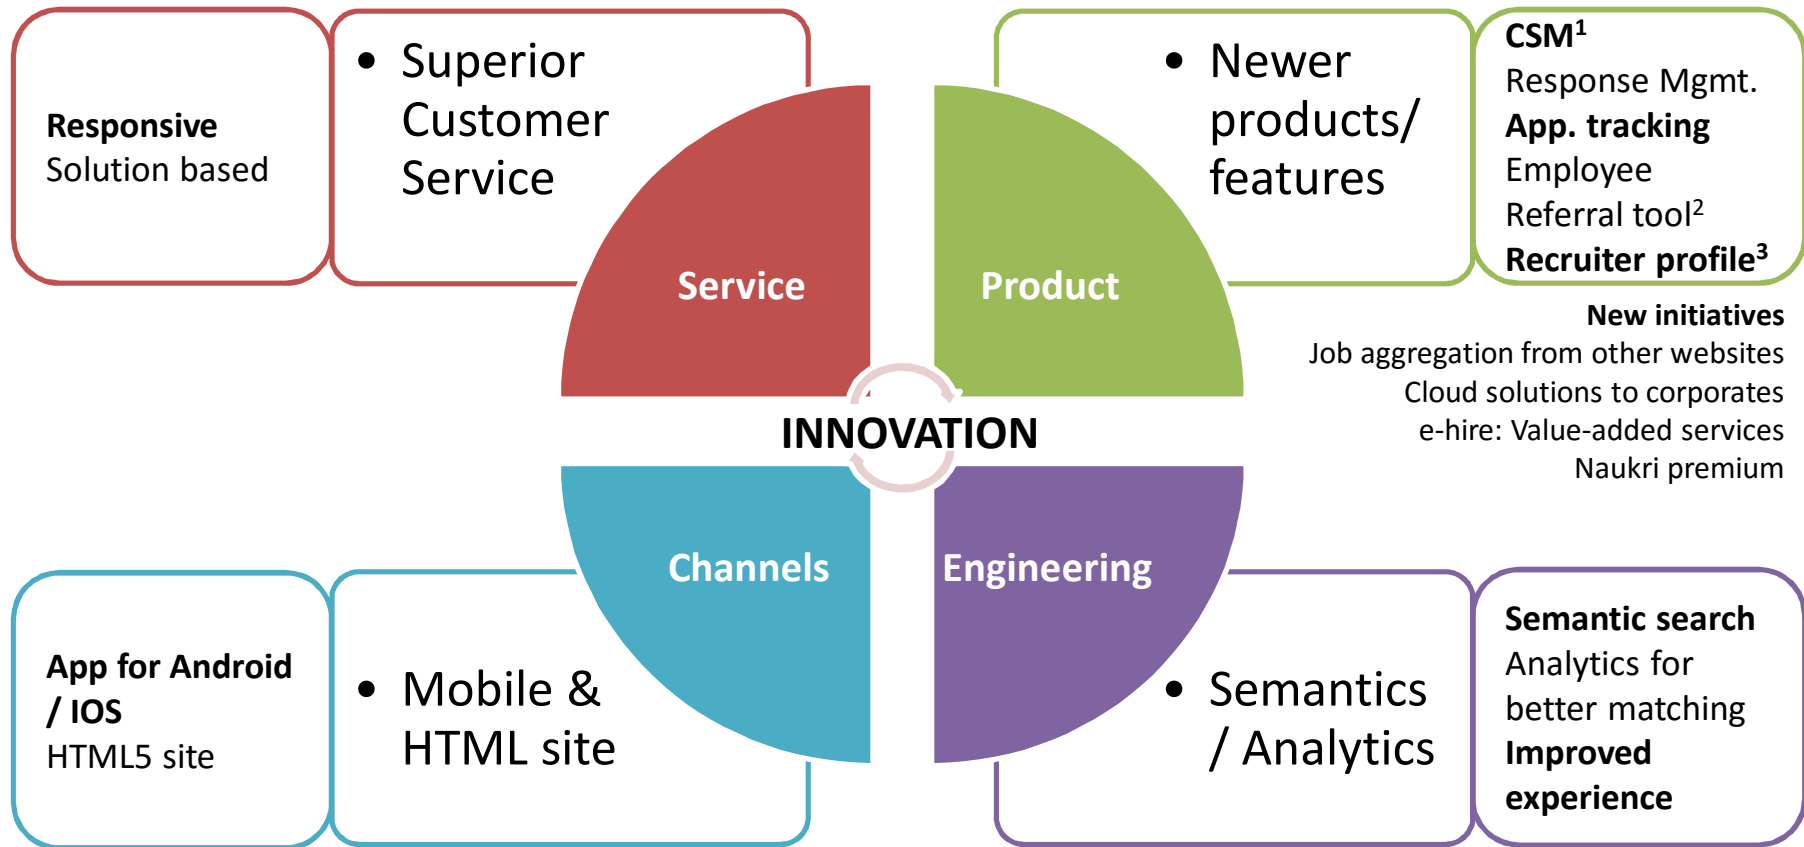 Responsive
Solution based
• Superior
Customer
Service
Service
• Newer
products/
features
Product
CSM¹
Response Mgmt.
App. tracking
Employee
Referral tool²
Recruiter profile³
New initiatives
Job aggregation from other websites
Cloud solutions to corporates
e-hire: Value-added services
Naukri premium
INNOVATION
App for Android
/ IOS
HTML5 site
• Mobile &
HTML site
Channels
Engineering
• Semantics
/ Analytics
Semantic search
Analytics for
better matching
Improved
experience